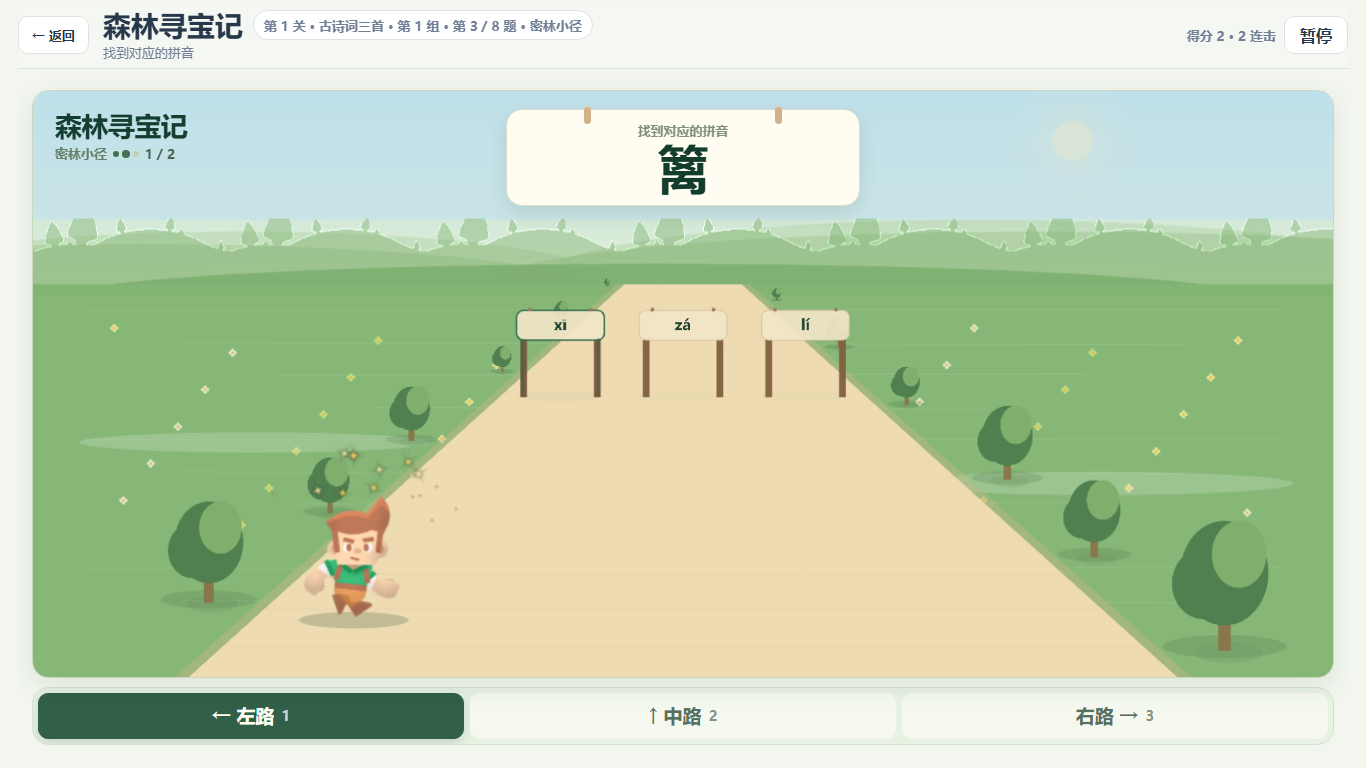 ← 返回
森林寻宝记
第 1 关 • 古诗词三首 • 第 1 组 • 第 3 / 8 题 • 密林小径
找到对应的拼音
得分 2 • 2 连击
暂停
森林寻宝记
密林小径 1 / 2
找到对应的拼音
篱
xī
zá
lí
← 左路 1
↑ 中路 2
右路 → 3